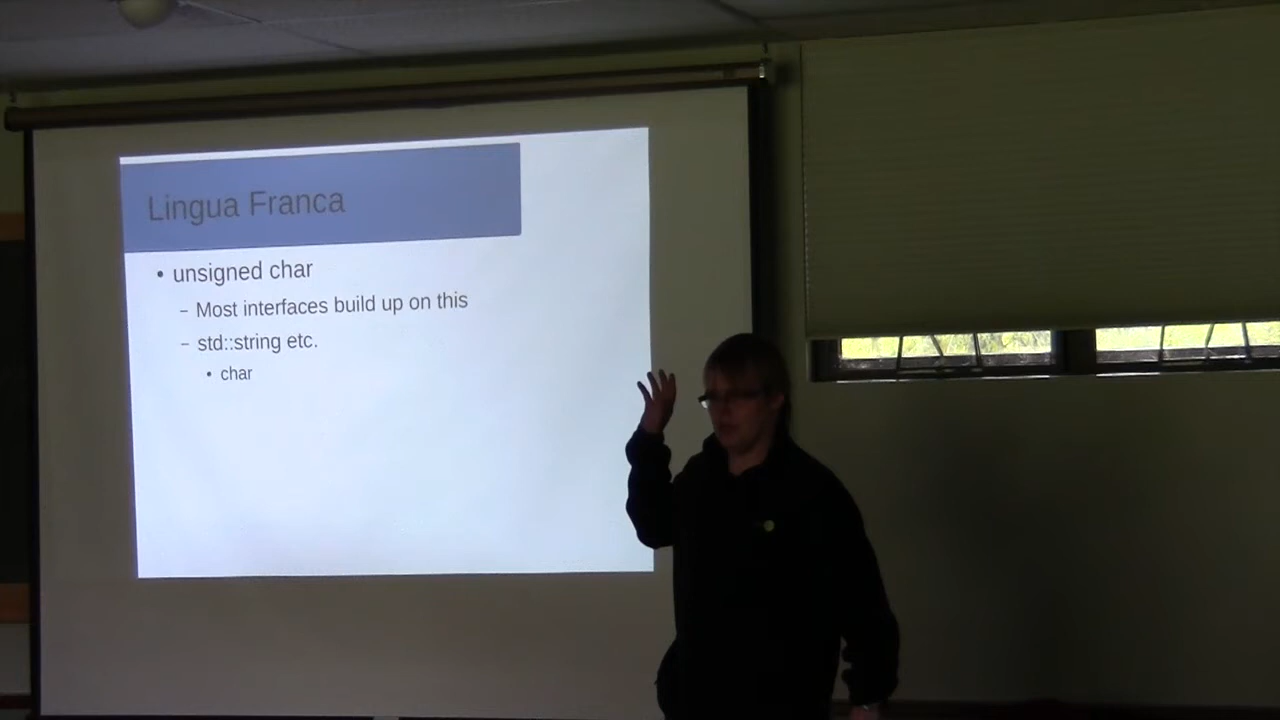 Lingua Franca
• unsigned char
– Most interfaces build up on this
– std::string etc.
• char